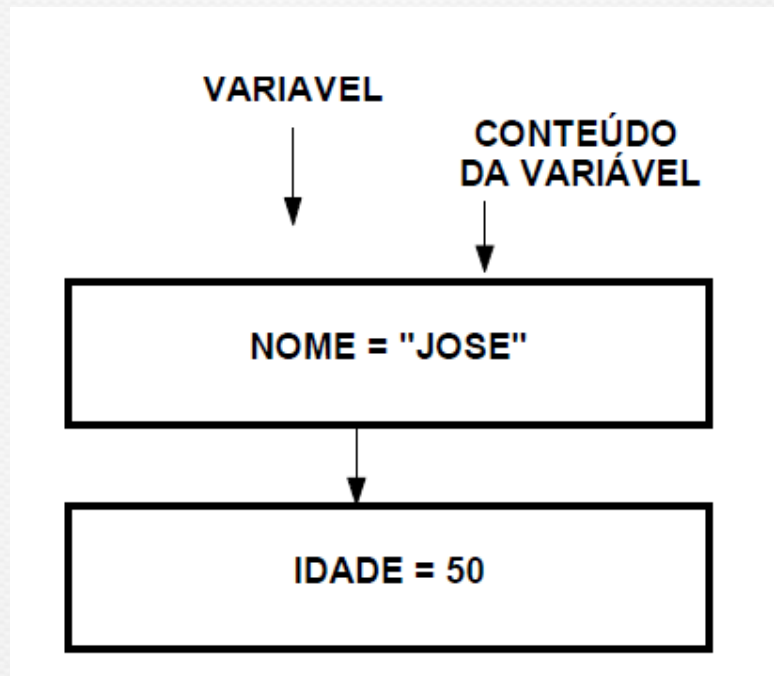 VARIAVEL
CONTEÚDO
DA VARIÁVEL
NOME = "JOSE"
IDADE = 50